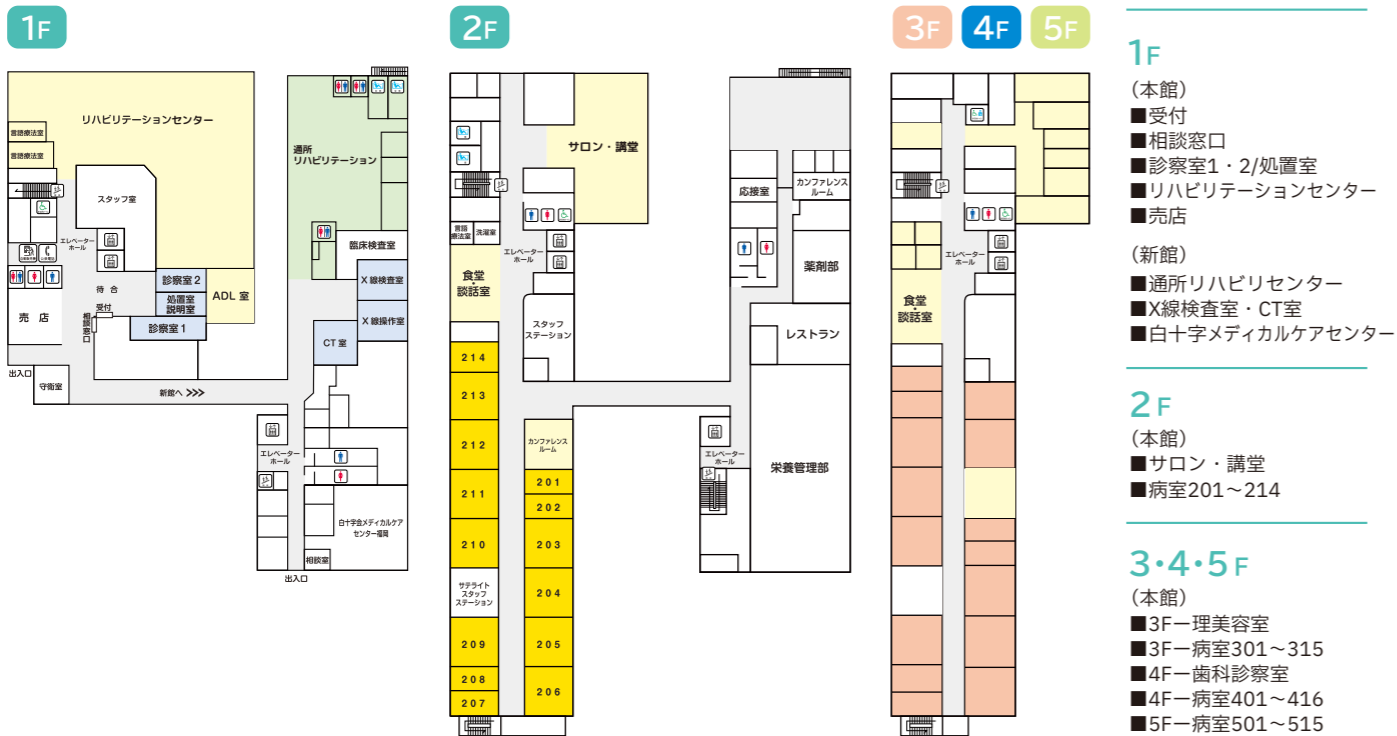 1F
リハビリテーションセンター
言語療法室
言語療法室
スタッフ室
エレベーター
ホール
待 合
受付
相談窓口
売 店
診察室2
処置室
説明室
診察室1
ADL 室
出入口
守衛室
新館へ >>>
通所
リハビリテーション
臨床検査室
X 線検査室
X 線操作室
CT 室
エレベーター
ホール
白十字会メディカルケア
センター福岡
相談室
出入口
2F
サロン・講堂
言語
療法室
洗濯室
エレベーター
ホール
食堂
・
談話室
スタッフ
ステーション
214
213
212
211
210
サテライト
スタッフ
ステーション
209
208
207
カンファレンス
ルーム
201
202
203
204
205
206
応接室
カンファレンス
ルーム
薬剤部
レストラン
エレベーター
ホール
栄養管理部
3F
4F
5F
エレベーター
ホール
食堂
・
談話室
1F
(本館)
■受付
■相談窓口
■診察室1・2/処置室
■リハビリテーションセンター
■売店
(新館)
■通所リハビリセンター
■X線検査室・CT室
■白十字メディカルケアセンター
2F
(本館)
■サロン・講堂
■病室201〜214
3・4・5F
(本館)
■3Fー理美容室
■3Fー病室301〜315
■4Fー歯科診察室
■4Fー病室401〜416
■5Fー病室501〜515